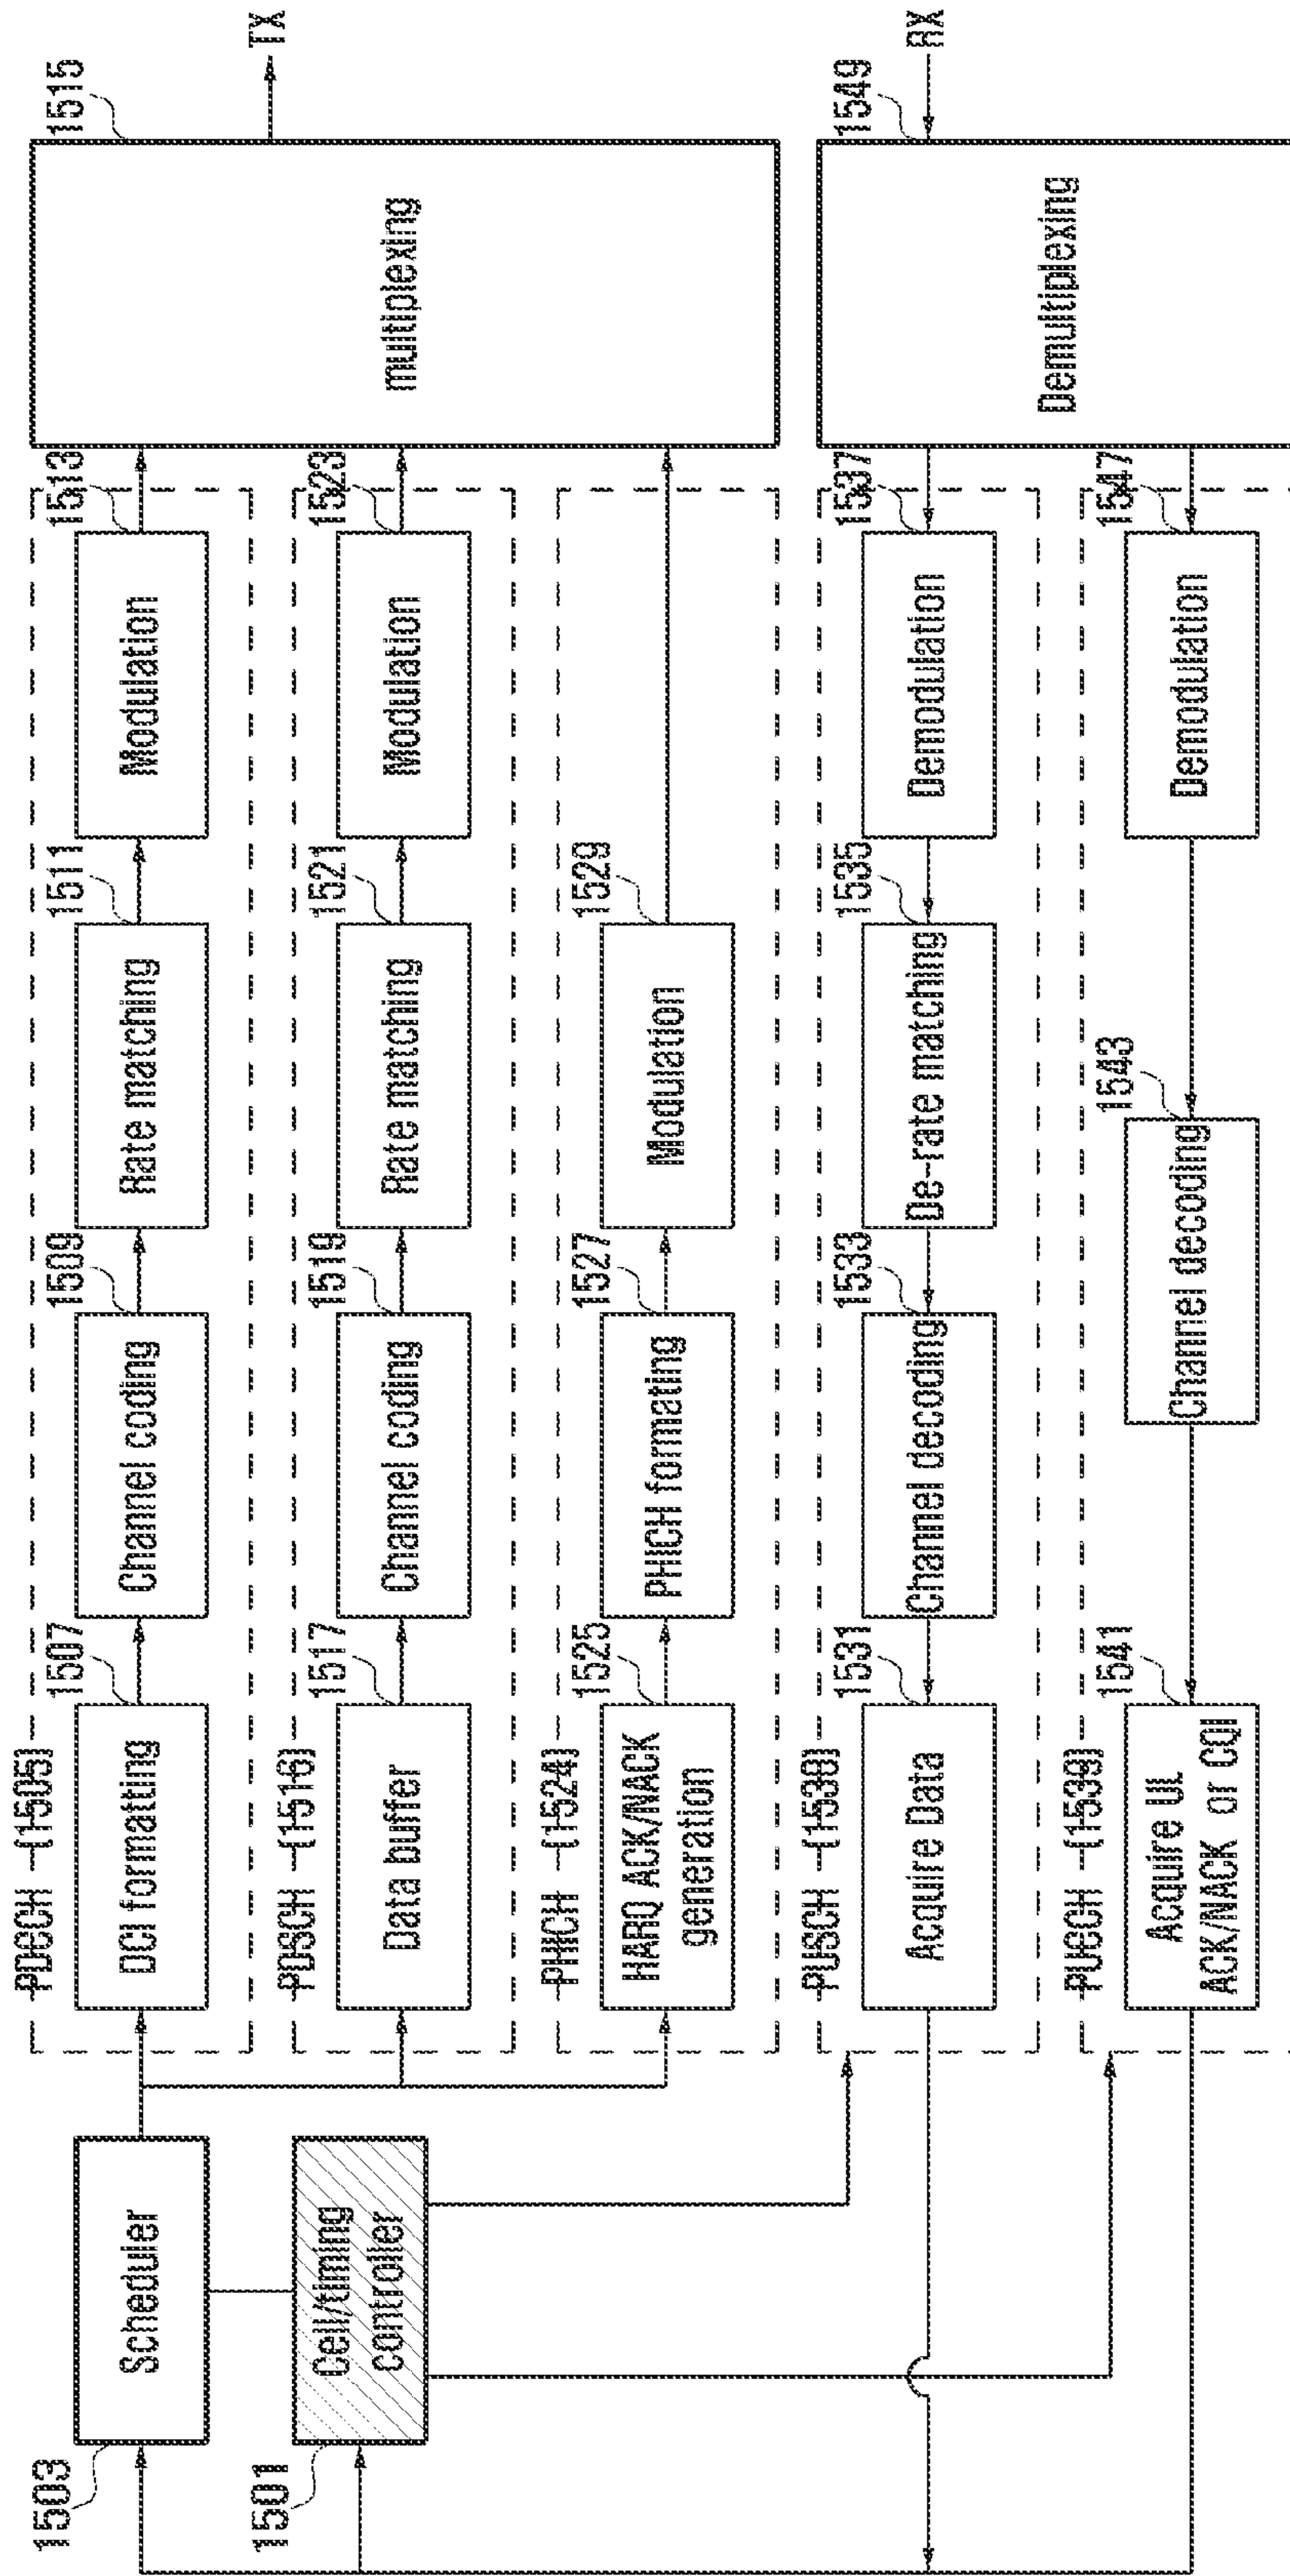 1503
Scheduler
1501
Cell/timing
controller
PDCCH (1505)
DCI formatting
1507
Channel coding
1509
Rate matching
1511
Modulation
1513
PDSCH (1516)
Data buffer
1517
Channel coding
1519
Rate matching
1521
Modulation
1523
PHICH (1524)
HARQ ACK/NACK
generation
1525
PHICH formating
1527
Modulation
1529
multiplexing
1515
TX
PUSCH (1530)
Acquire Data
1531
Channel decoding
1533
De-rate matching
1535
Demodulation
1537
PUCCH (1539)
Acquire UL
ACK/NACK or CQI
1541
Channel decoding
1543
Demodulation
1547
Demultiplexing
1549
RX